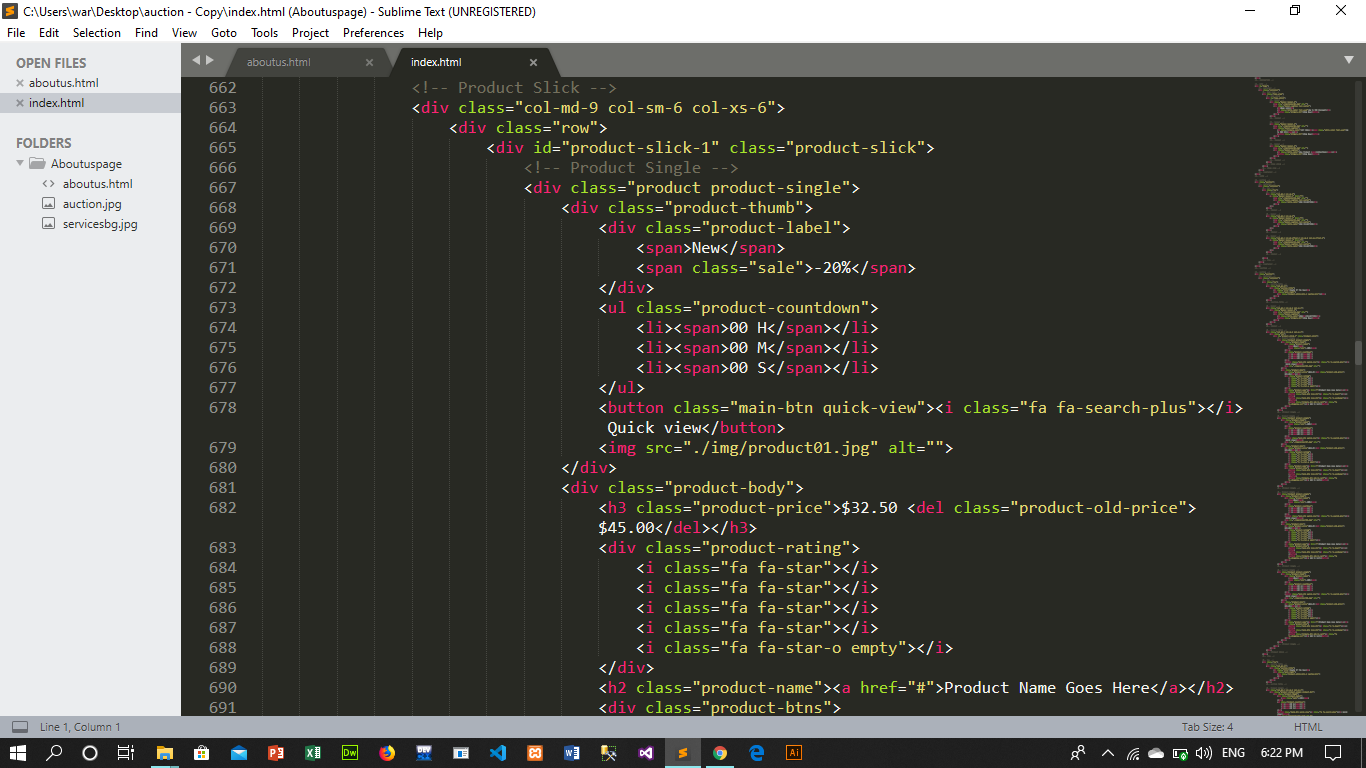 C:\Users\war\Desktop\auction - Copy\index.html (Aboutuspage) - Sublime Text (UNREGISTERED)
File Edit Selection Find View Goto Tools Project Preferences Help
OPEN FILES
aboutus.html
index.html
FOLDERS
Aboutuspage
aboutus.html
auction.jpg
servicesbg.jpg
aboutus.html
index.html
662 <!-- Product Slick -->
663 <div class="col-md-9 col-sm-6 col-xs-6">
664 <div class="row">
665 <div id="product-slick-1" class="product-slick">
666 <!-- Product Single -->
667 <div class="product product-single">
668 <div class="product-thumb">
669 <div class="product-label">
670 <span>New</span>
671 <span class="sale">-20%</span>
672 </div>
673 <ul class="product-countdown">
674 <li><span>00 H</span></li>
675 <li><span>00 M</span></li>
676 <li><span>00 S</span></li>
677 </ul>
678 <button class="main-btn quick-view"><i class="fa fa-search-plus"></i>
Quick view</button>
679 <img src="./img/product01.jpg" alt="">
680 </div>
681 <div class="product-body">
682 <h3 class="product-price">$32.50 <del class="product-old-price">
$45.00</del></h3>
683 <div class="product-rating">
684 <i class="fa fa-star"></i>
685 <i class="fa fa-star"></i>
686 <i class="fa fa-star"></i>
687 <i class="fa fa-star"></i>
688 <i class="fa fa-star-o empty"></i>
689 </div>
690 <h2 class="product-name"><a href="#">Product Name Goes Here</a></h2>
691 <div class="product-btns">
Line 1, Column 1
Tab Size: 4
HTML
Dw
Ai
ENG
6:22 PM